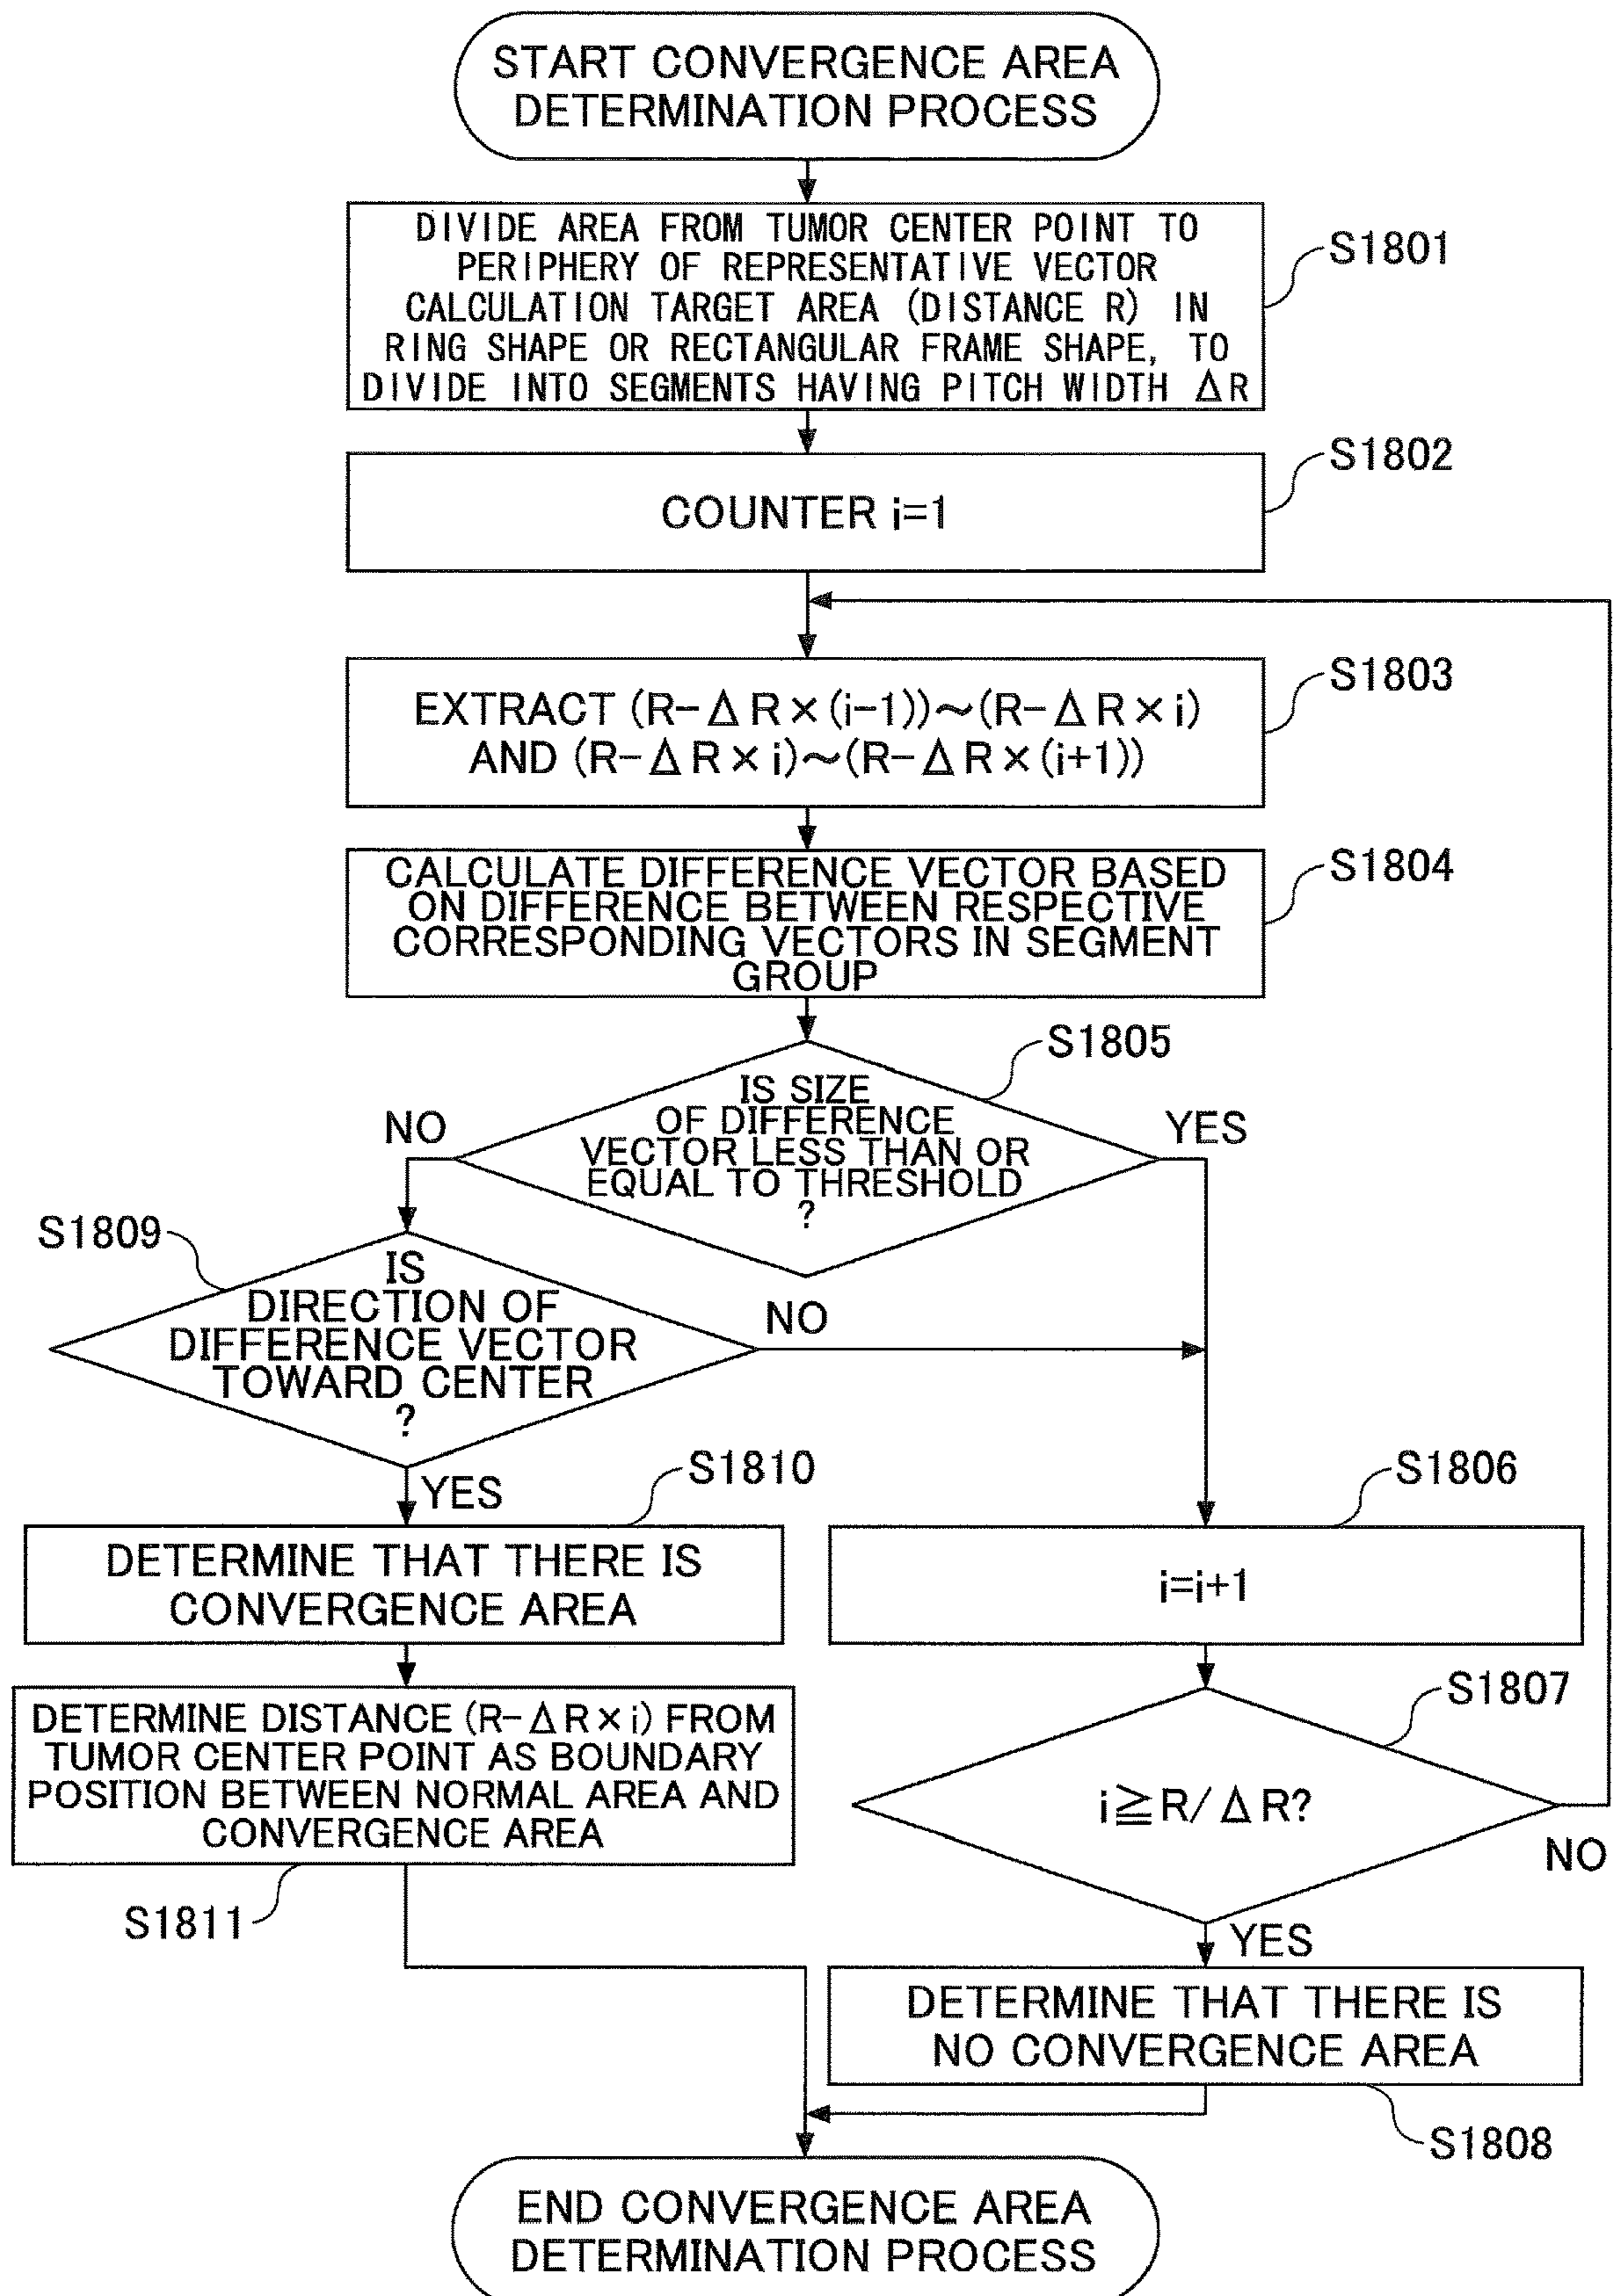 START CONVERGENCE AREA
DETERMINATION PROCESS
DIVIDE AREA FROM TUMOR CENTER POINT TO
PERIPHERY OF REPRESENTATIVE VECTOR
CALCULATION TARGET AREA (DISTANCE R) IN
RING SHAPE OR RECTANGULAR FRAME SHAPE, TO
DIVIDE INTO SEGMENTS HAVING PITCH WIDTH ΔR
S1801
COUNTER i=1
S1802
EXTRACT (R-ΔR×(i-1))~(R-ΔR×i)
AND (R-ΔR×i)~(R-ΔR×(i+1))
S1803
CALCULATE DIFFERENCE VECTOR BASED
ON DIFFERENCE BETWEEN RESPECTIVE
CORRESPONDING VECTORS IN SEGMENT
GROUP
S1804
IS SIZE
OF DIFFERENCE
VECTOR LESS THAN OR
EQUAL TO THRESHOLD
?
S1805
NO
YES
S1809
IS
DIRECTION OF
DIFFERENCE VECTOR
TOWARD CENTER
?
NO
YES
S1810
DETERMINE THAT THERE IS
CONVERGENCE AREA
S1806
i=i+1
DETERMINE DISTANCE (R-ΔR×i) FROM
TUMOR CENTER POINT AS BOUNDARY
POSITION BETWEEN NORMAL AREA AND
CONVERGENCE AREA
S1811
S1807
i≧R/ΔR?
NO
YES
DETERMINE THAT THERE IS
NO CONVERGENCE AREA
S1808
END CONVERGENCE AREA
DETERMINATION PROCESS